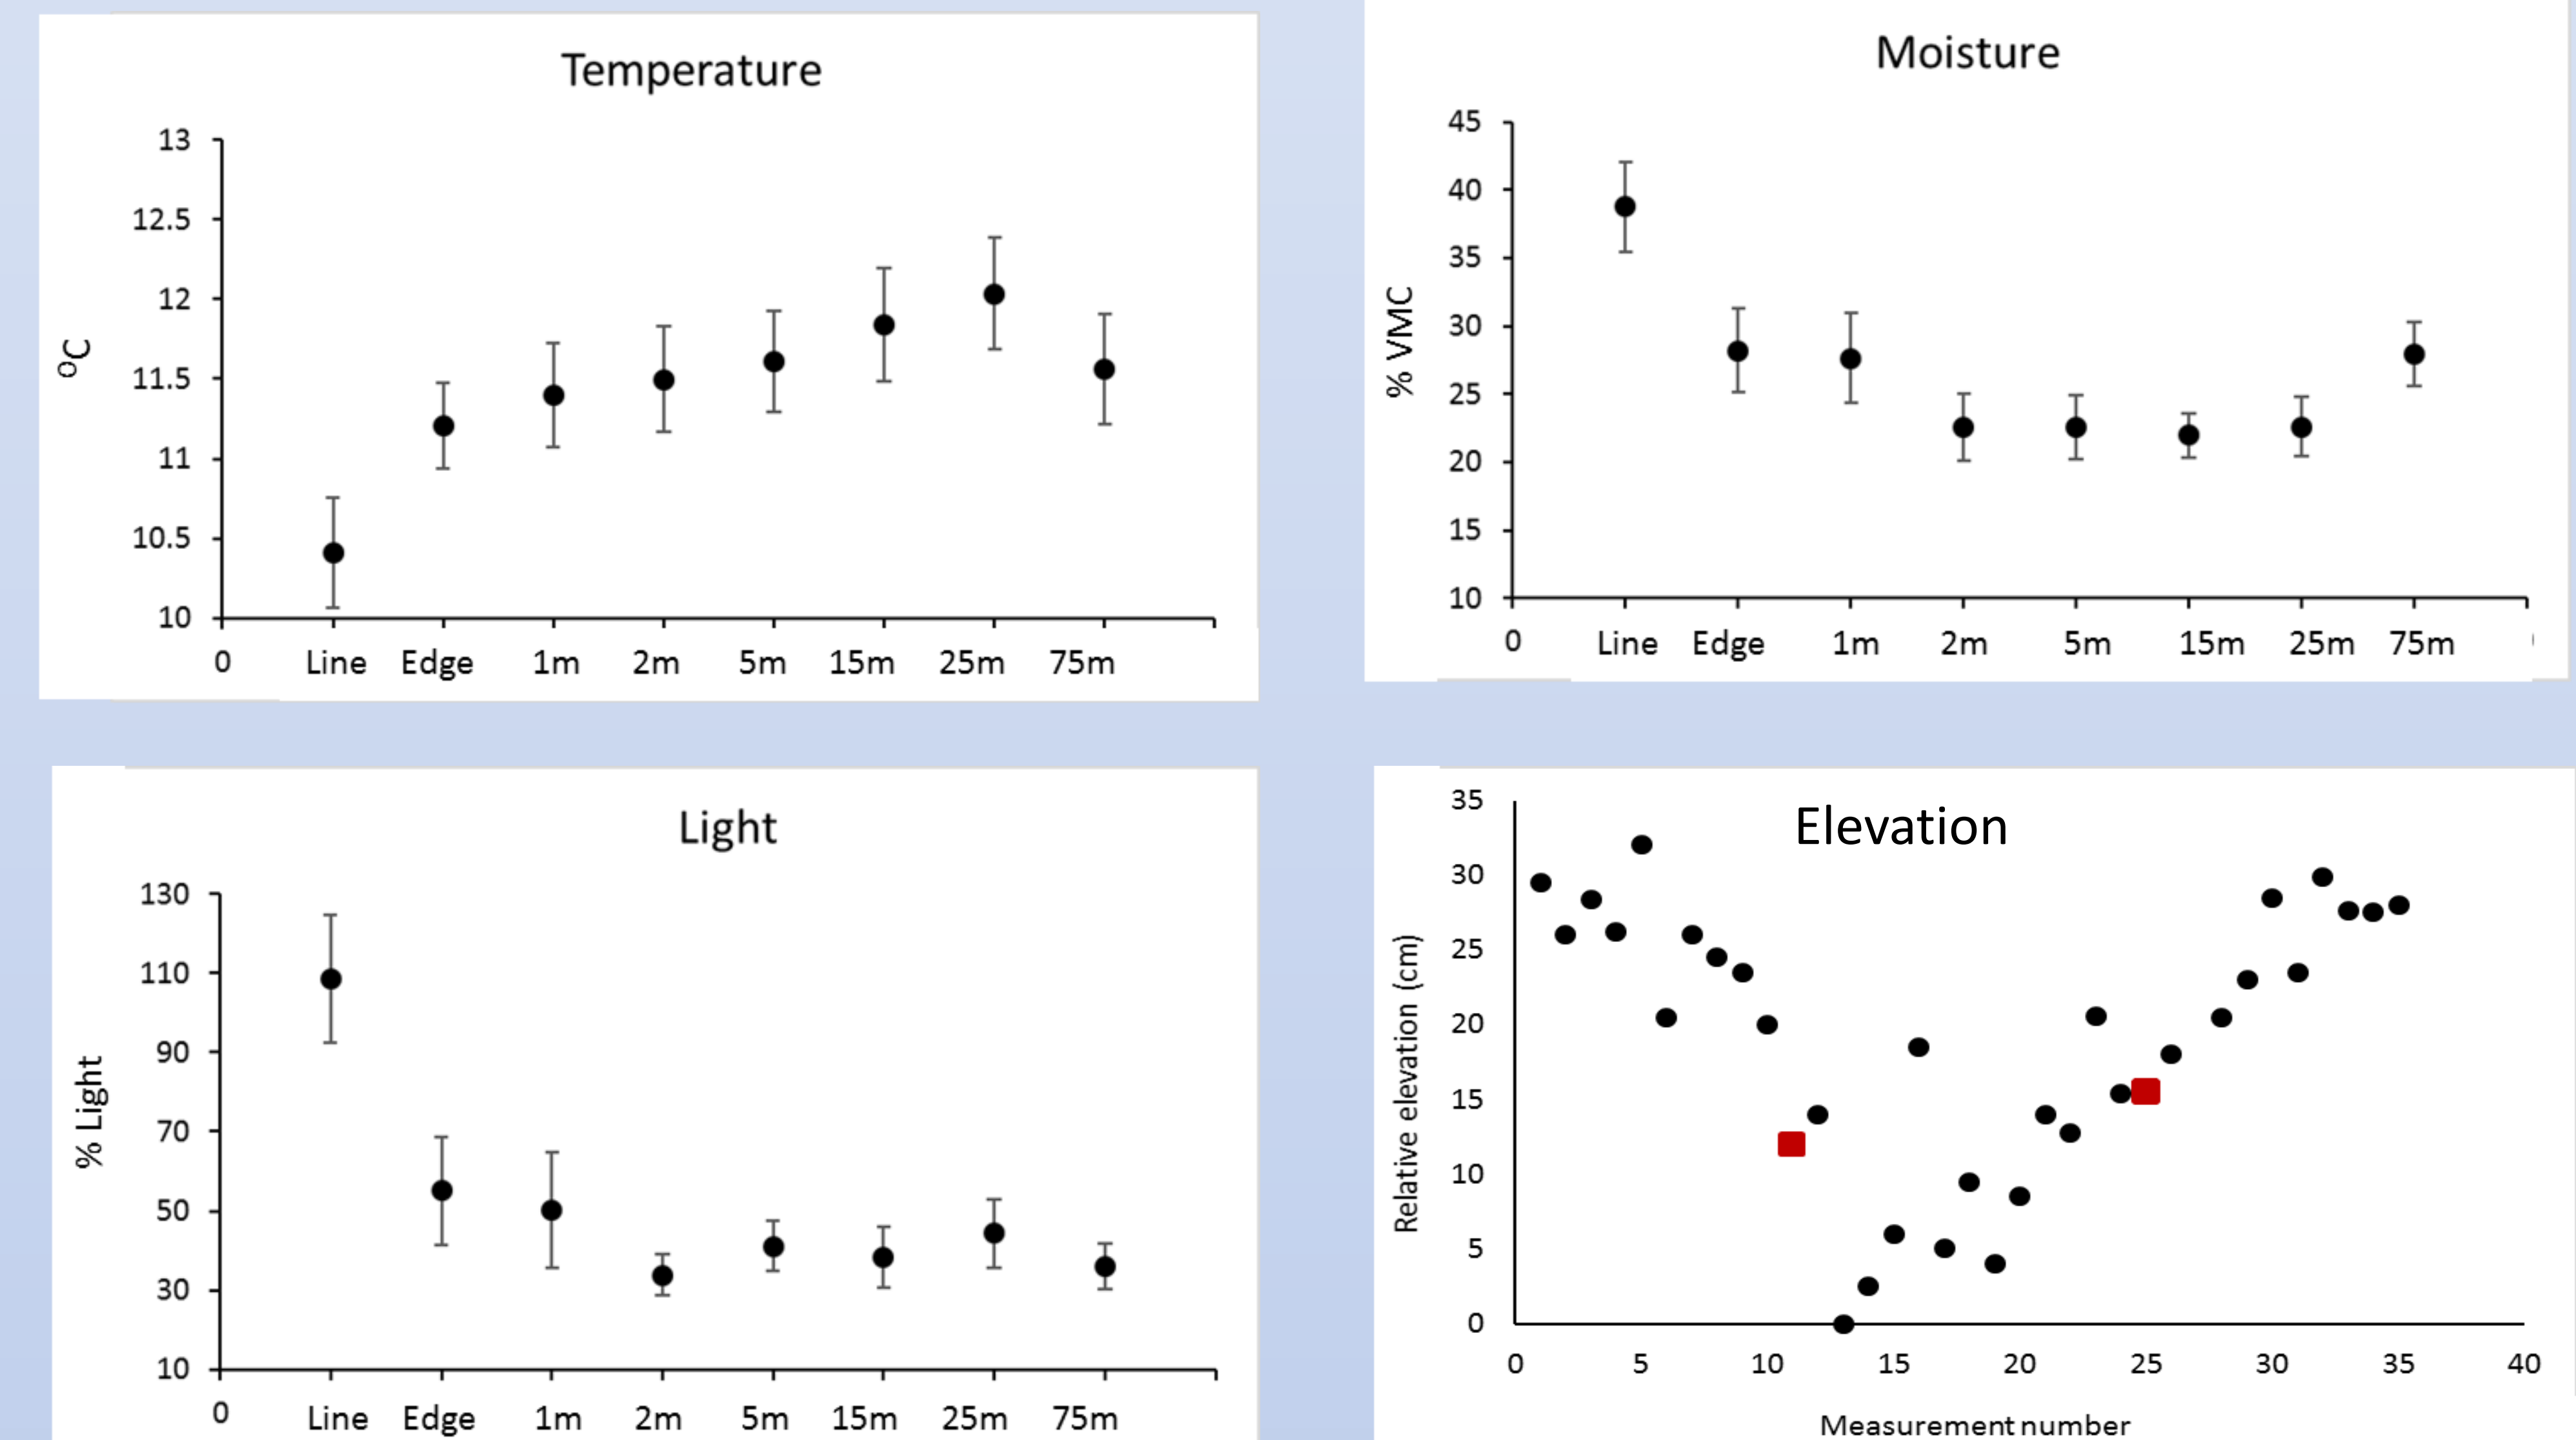 Temperature
13
12.5
12
11.5
11
10.5
10
ºC
0 Line Edge 1m 2m 5m 15m 25m 75m
Moisture
45
40
35
30
25
20
15
10
% VMC
0 Line Edge 1m 2m 5m 15m 25m 75m
Light
130
110
90
70
50
30
10
% Light
0 Line Edge 1m 2m 5m 15m 25m 75m
Elevation
35
30
25
20
15
10
5
0
Relative elevation (cm)
0 5 10 15 20 25 30 35 40
Measurement number